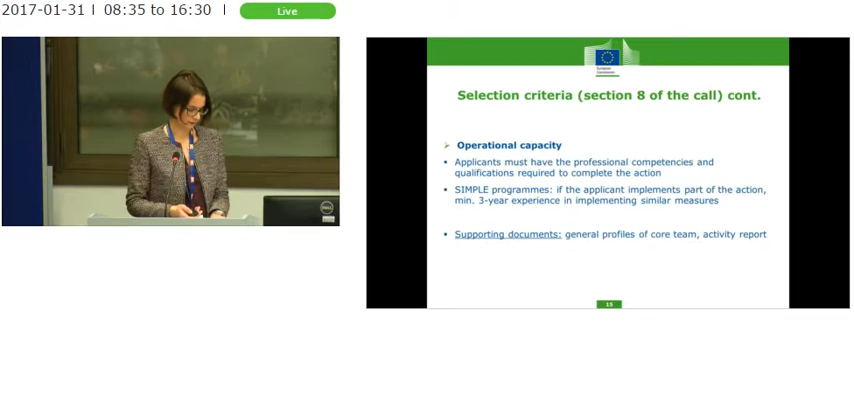 2017-01-31 | 08:35 to 16:30 |
Live
DELL
European
Commission
Selection criteria (section 8 of the call) cont.
➢ Operational capacity
▪ Applicants must have the professional competencies and
qualifications required to complete the action
▪ SIMPLE programmes: if the applicant implements part of the action,
min. 3-year experience in implementing similar measures
▪ Supporting documents: general profiles of core team, activity report
15